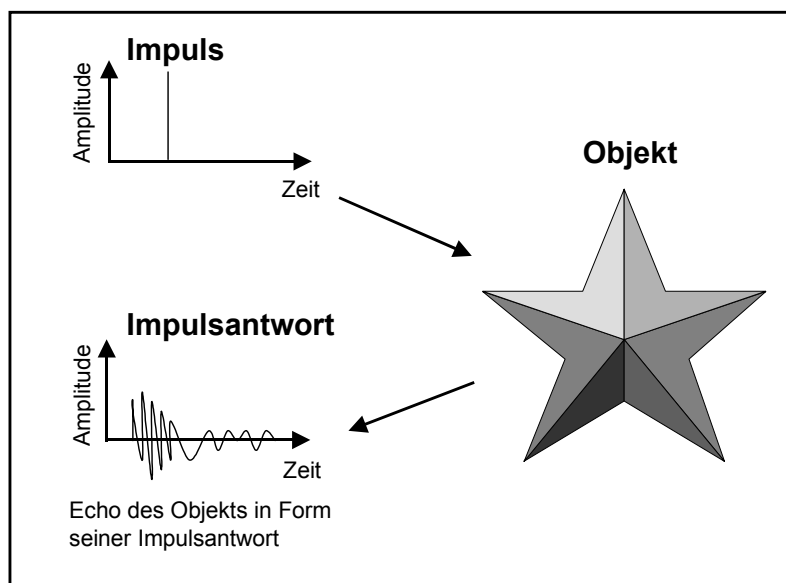 Impuls
Amplitude
Zeit
Objekt
Impulsantwort
Amplitude
Zeit
Echo des Objekts in Form
seiner Impulsantwort